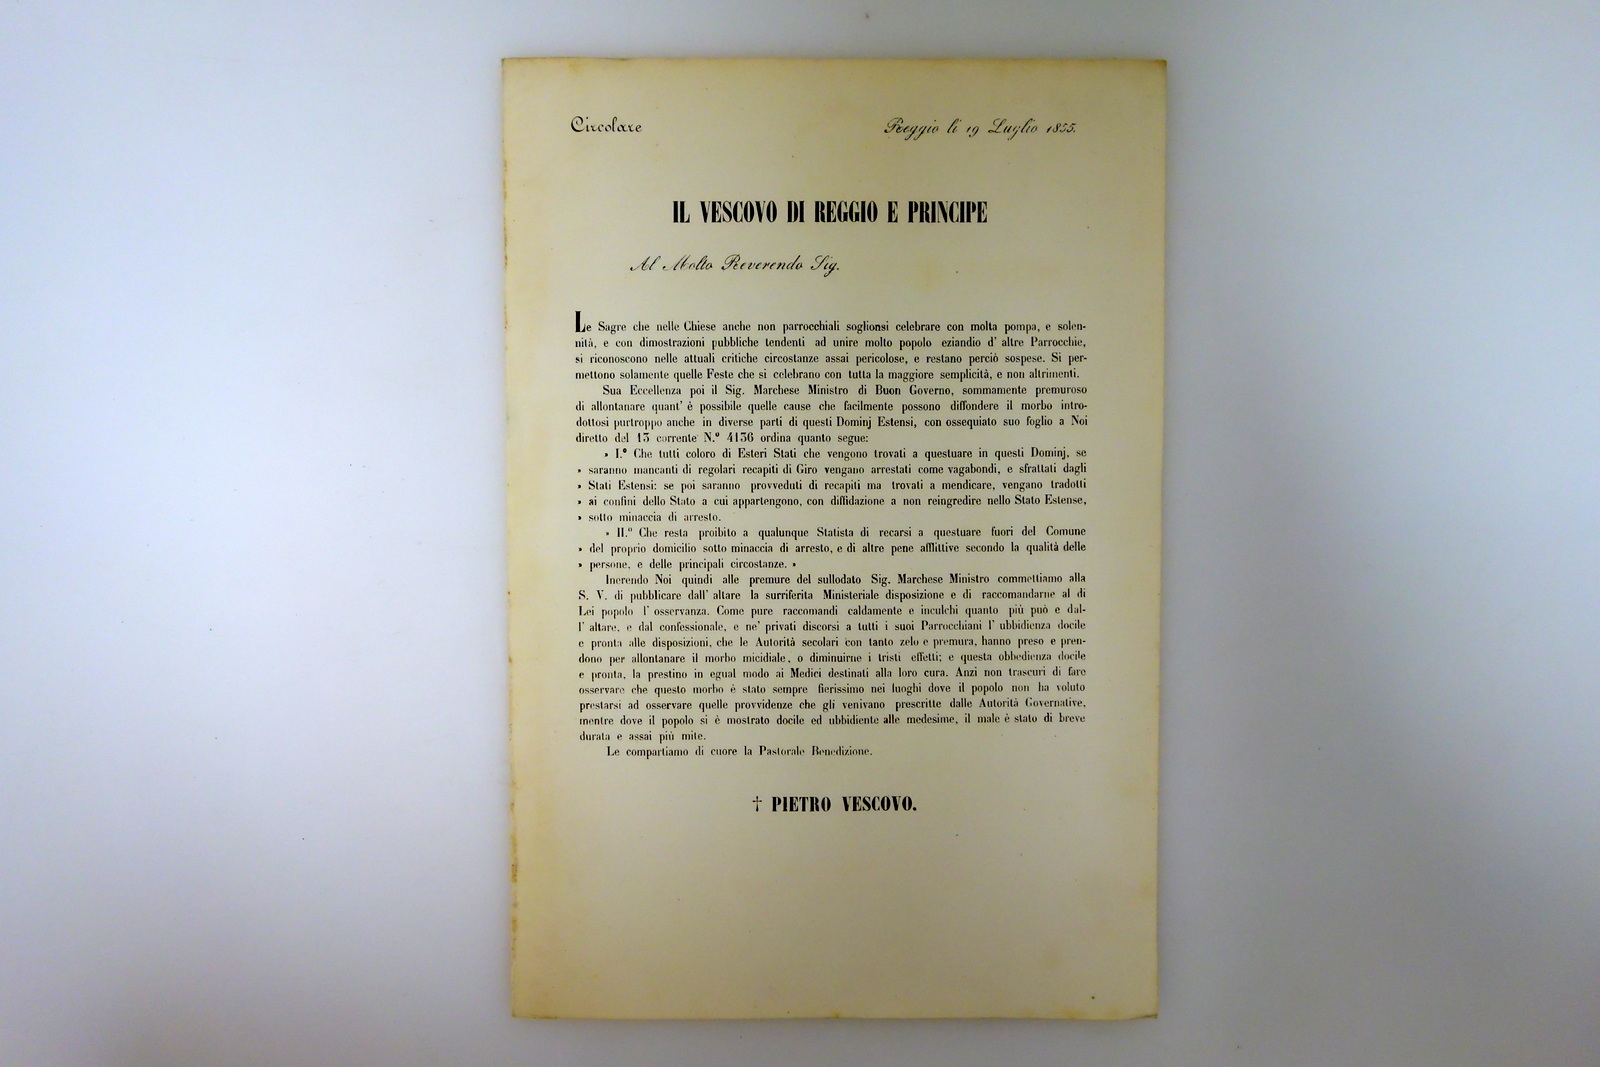 Circolare
Reggio li 19 Luglio 1855.
IL VESCOVO DI REGGIO E PRINCIPE
Al Molto Reverendo Sig.
Le Sagre che nelle Chiese anche non parrocchiali soglionsi celebrare con molta pompa, e solen-
nità, e con dimostrazioni pubbliche tendenti ad unire molto popolo eziandio d' altre Parrocchie,
si riconoscono nelle attuali critiche circostanze assai pericolose, e restano perciò sospese. Si per-
mettono solamente quelle Feste che si celebrano con tutta la maggiore semplicità, e non altrimenti.
Sua Eccellenza poi il Sig. Marchese Ministro di Buon Governo, sommamente premuroso
di allontanare quant' è possibile quelle cause che facilmente possono diffondere il morbo intro-
dottosi purtroppo anche in diverse parti di questi Dominj Estensi, con ossequiato suo foglio a Noi
diretto del 13 corrente N.º 4136 ordina quanto segue:
» I.º Che tutti coloro di Esteri Stati che vengono trovati a questuare in questi Dominj, se
» saranno mancanti di regolari recapiti di Giro vengano arrestati come vagabondi, e sfrattati dagli
» Stati Estensi: se poi saranno provveduti di recapiti ma trovati a mendicare, vengano tradotti
» ai confini dello Stato a cui appartengono, con diffidazione a non reingredire nello Stato Estense,
» sotto minaccia di arresto.
» II.º Che resta proibito a qualunque Statista di recarsi a questuare fuori del Comune
» del proprio domicilio sotto minaccia di arresto, e di altre pene afflittive secondo la qualità delle
» persone, e delle principali circostanze. »
Inerendo Noi quindi alle premure del sullodato Sig. Marchese Ministro commettiamo alla
S. V. di pubblicare dall' altare la surriferita Ministeriale disposizione e di raccomandarne al di
Lei popolo l' osservanza. Come pure raccomandi caldamente e inculchi quanto più può e dal-
l' altare, e dal confessionale, e ne' privati discorsi a tutti i suoi Parrocchiani l' ubbidienza docile
e pronta alle disposizioni, che le Autorità secolari con tanto zelo e premura, hanno preso e pren-
dono per allontanare il morbo micidiale, o diminuirne i tristi effetti; e questa obbedienza docile
e pronta, la prestino in egual modo ai Medici destinati alla loro cura. Anzi non trascuri di fare
osservare che questo morbo è stato sempre fierissimo nei luoghi dove il popolo non ha voluto
prestarsi ad osservare quelle provvidenze che gli venivano prescritte dalle Autorità Governative,
mentre dove il popolo si è mostrato docile ed ubbidiente alle medesime, il male è stato di breve
durata e assai più mite.
Le compartiamo di cuore la Pastorale Benedizione.
† PIETRO VESCOVO.